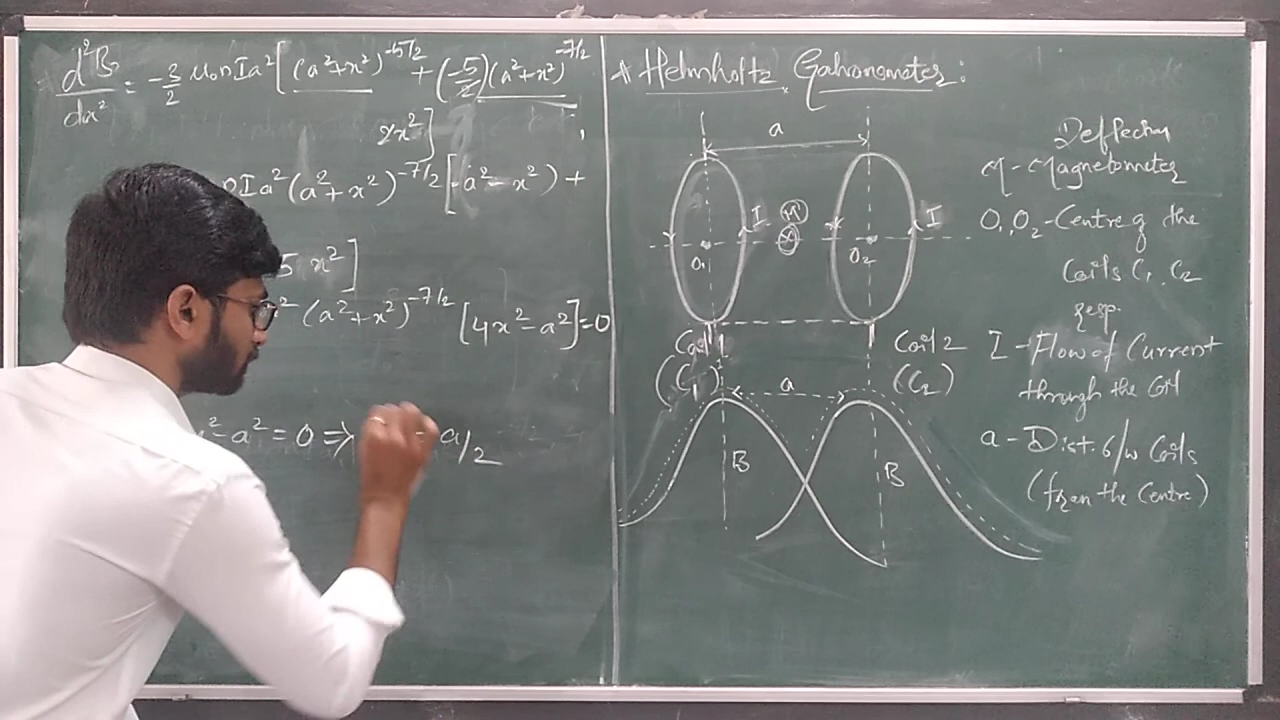 d²B/dx² = -3/2 μ₀nIa² [(a²+x²)^-5/2 + (-5/2)(a²+x²)^-7/2
2x²]
nIa²(a²+x²)^-7/2 [-a²-x²) +
5x²]
² (a²+x²)^-7/2 [4x²-a²]=0
²-a² = 0 ⇒ a/2
* Helmholtz Galvanometer:
a
I
M
I
O₁
O₂
Coil 1
(C₁)
Coil 2
(C₂)
a
B
B
Deflection
M - Magnetometer
O₁,O₂ - Centre of the
Coils C₁, C₂
resp.
I - Flow of Current
through the Coil
a - Dist. b/w Coils
(from the Centre)